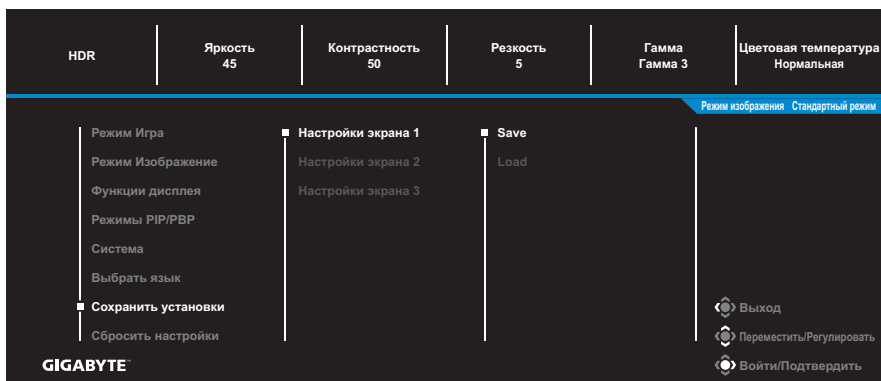 HDR
Яркость
45
Контрастность
50
Резкость
5
Гамма
Гамма 3
Цветовая температура
Нормальная
Режим изображения Стандартный режим
Режим Игра
Режим Изображение
Функции дисплея
Режимы PIP/PBP
Система
Выбрать язык
Сохранить установки
Сбросить настройки
Настройки экрана 1
Настройки экрана 2
Настройки экрана 3
Save
Load
Выход
Переместить/Регулировать
Войти/Подтвердить
GIGABYTE™